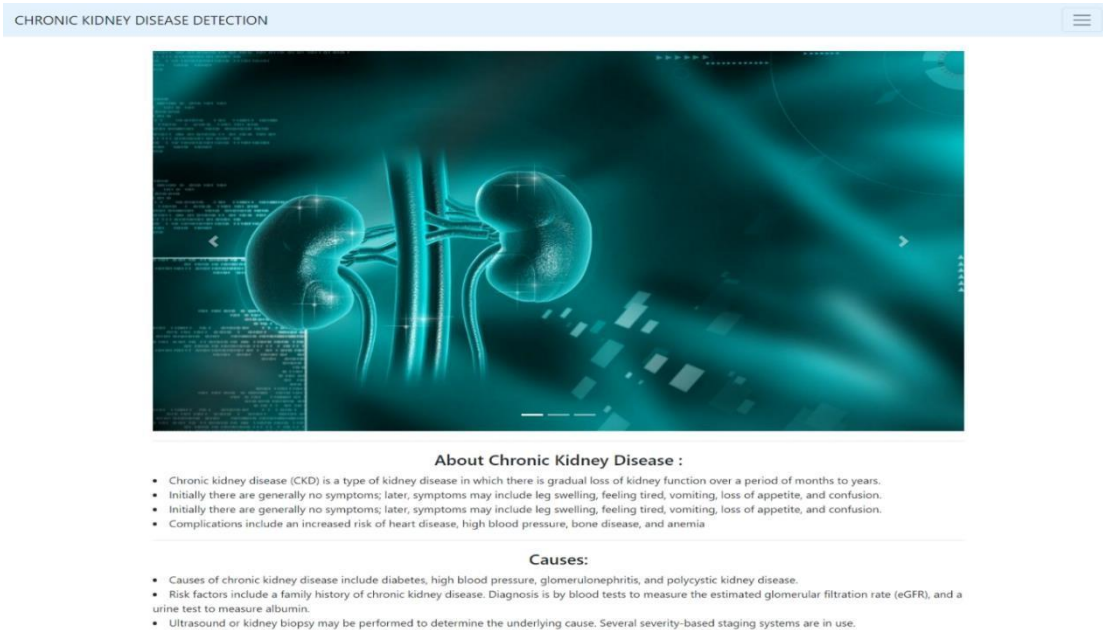 CHRONIC KIDNEY DISEASE DETECTION
About Chronic Kidney Disease :
• Chronic kidney disease (CKD) is a type of kidney disease in which there is gradual loss of kidney function over a period of months to years.
• Initially there are generally no symptoms; later, symptoms may include leg swelling, feeling tired, vomiting, loss of appetite, and confusion.
• Initially there are generally no symptoms; later, symptoms may include leg swelling, feeling tired, vomiting, loss of appetite, and confusion.
• Complications include an increased risk of heart disease, high blood pressure, bone disease, and anemia
Causes:
• Causes of chronic kidney disease include diabetes, high blood pressure, glomerulonephritis, and polycystic kidney disease.
• Risk factors include a family history of chronic kidney disease. Diagnosis is by blood tests to measure the estimated glomerular filtration rate (eGFR), and a
urine test to measure albumin.
• Ultrasound or kidney biopsy may be performed to determine the underlying cause. Several severity-based staging systems are in use.